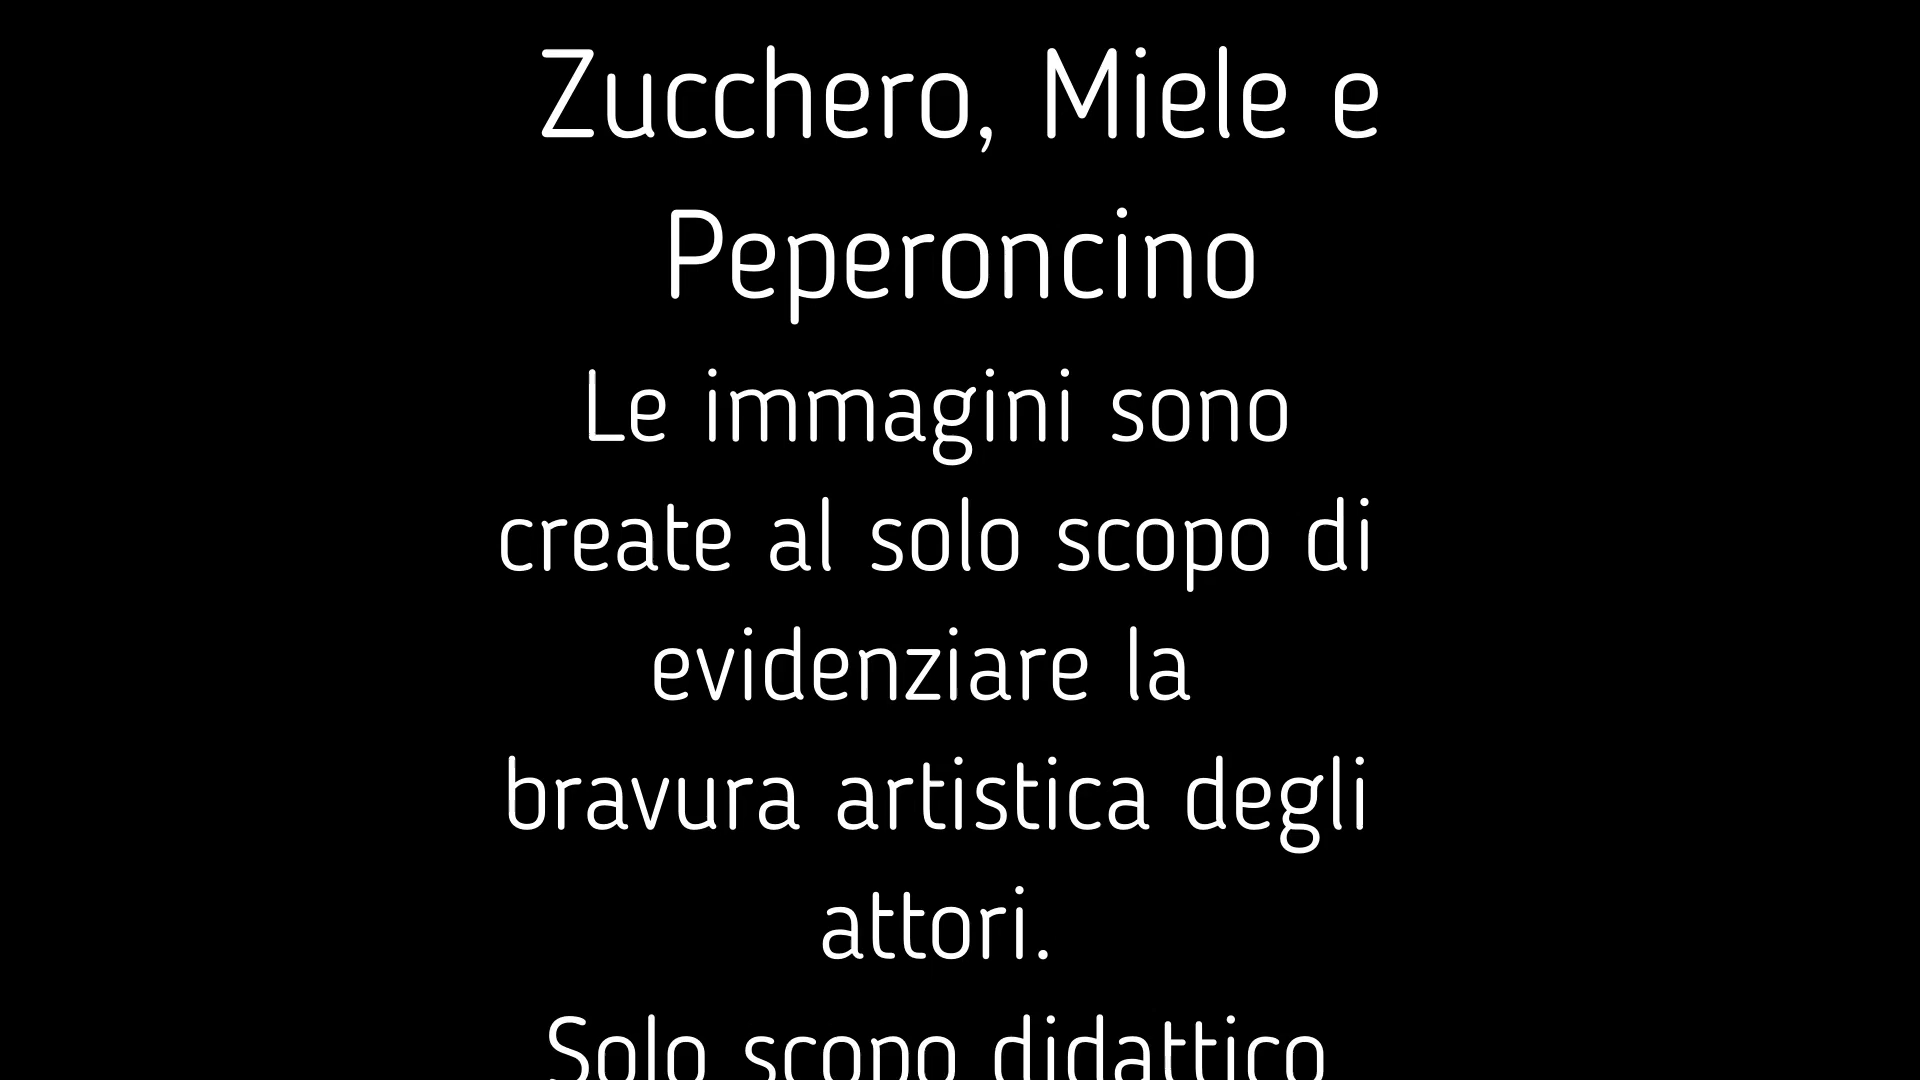 Zucchero, Miele e
Peperoncino
Le immagini sono
create al solo scopo di
evidenziare la
bravura artistica degli
attori.
Solo scopo didattico